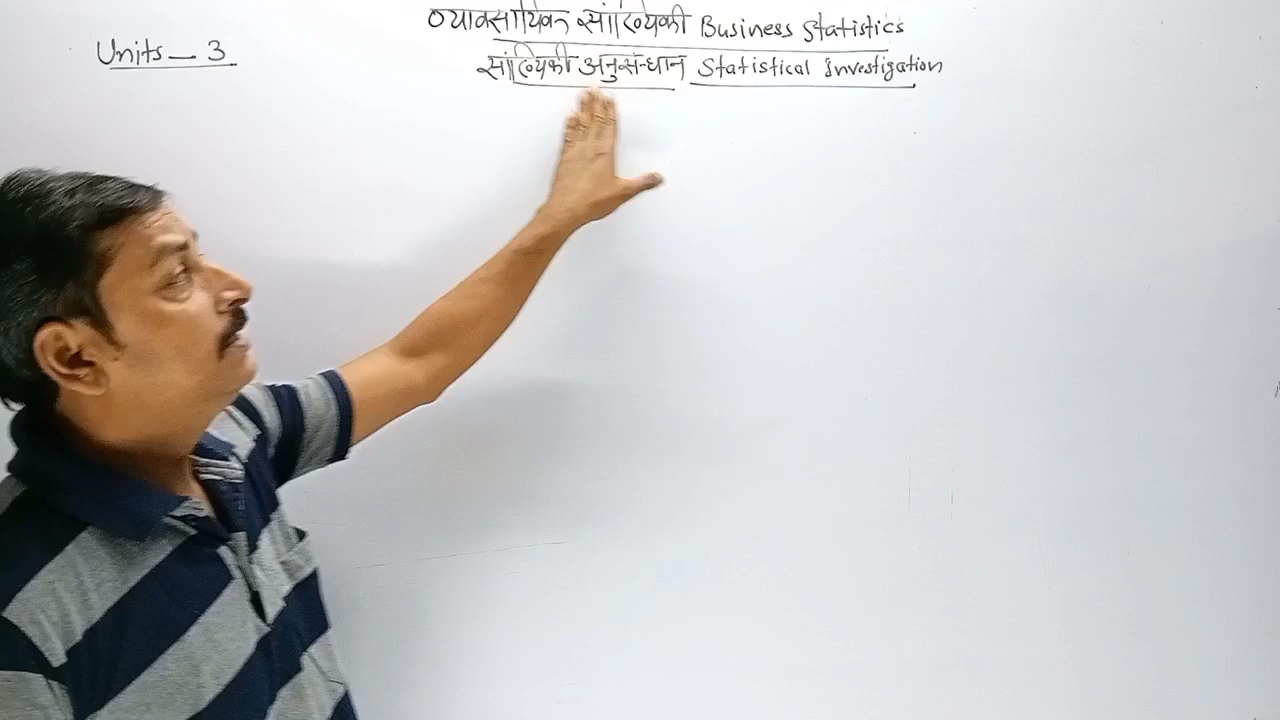 व्यावसायिक सांख्यिकी Business Statistics
Units - 3
सांख्यिकी अनुसंन्धान Statistical Investigation